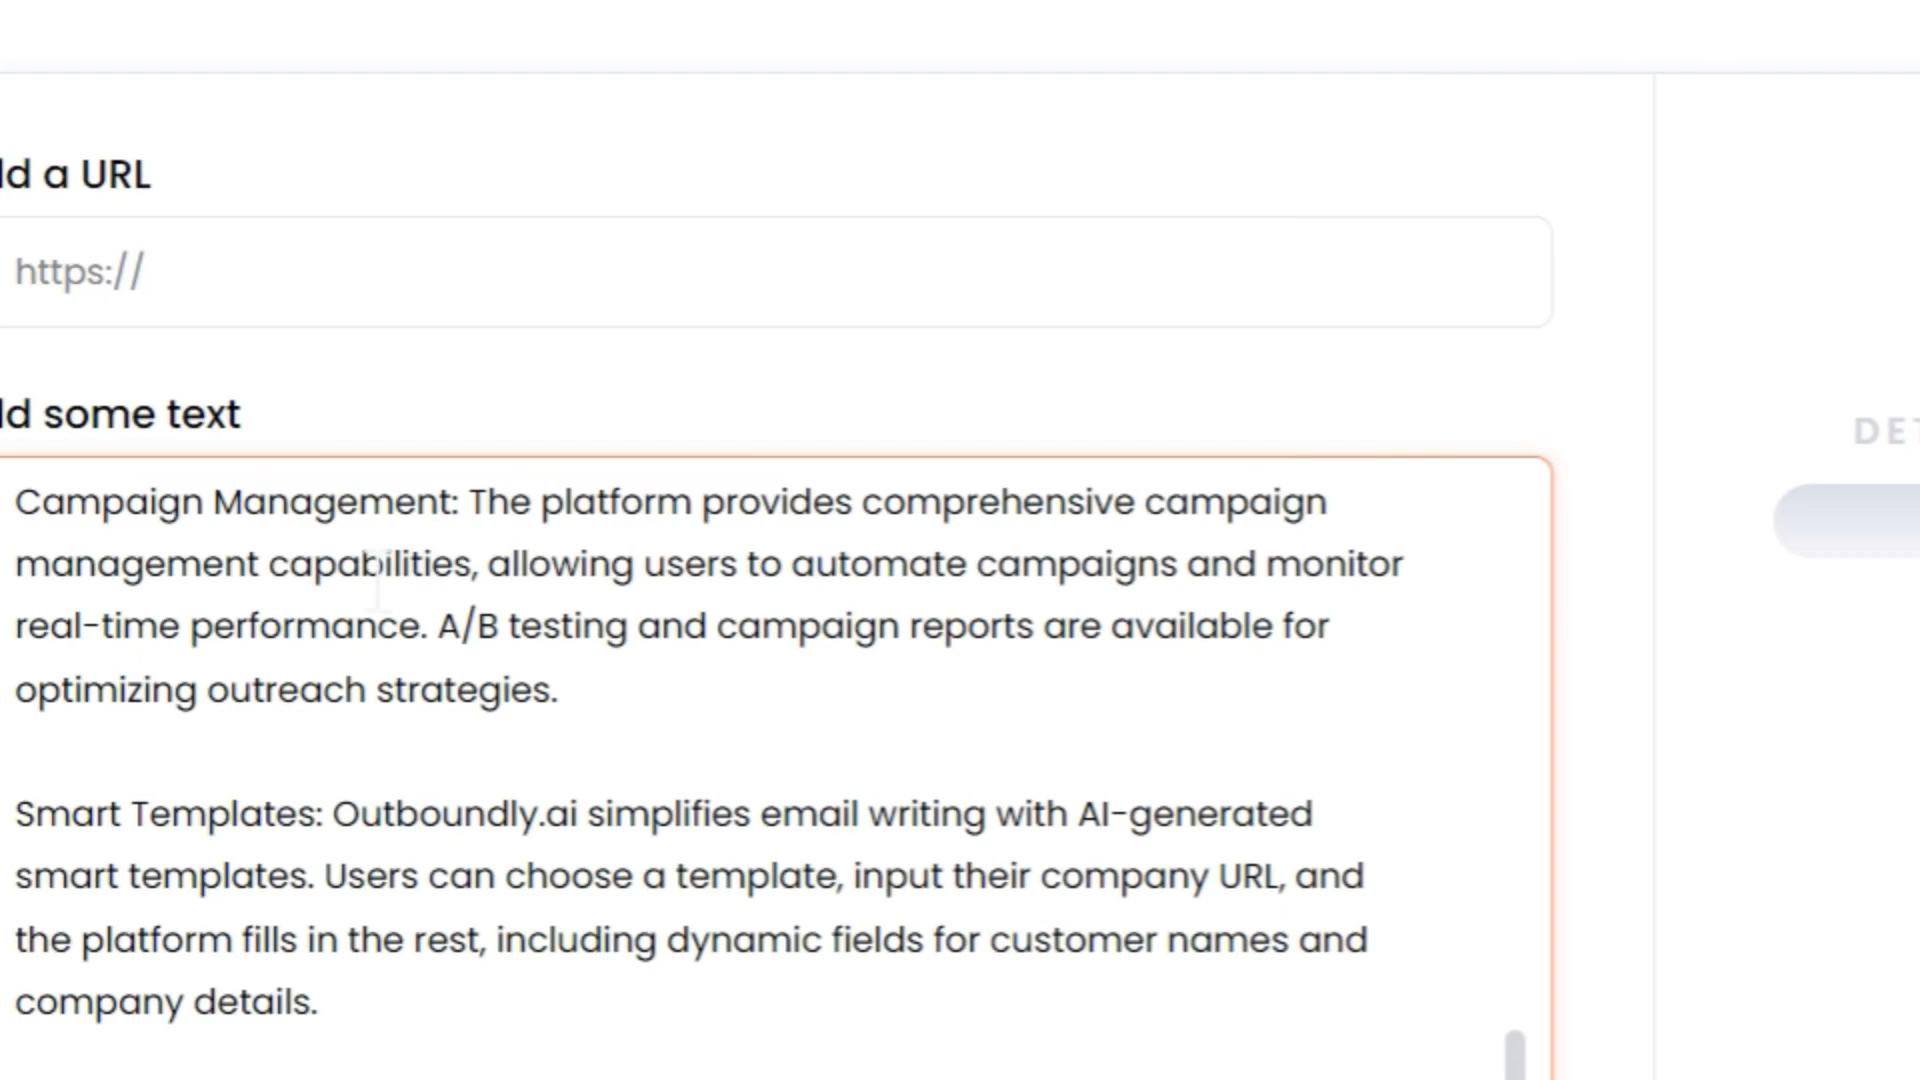 dd a URL
https://
dd some text
Campaign Management: The platform provides comprehensive campaign
management capabilities, allowing users to automate campaigns and monitor
real-time performance. A/B testing and campaign reports are available for
optimizing outreach strategies.
Smart Templates: Outboundly.ai simplifies email writing with AI-generated
smart templates. Users can choose a template, input their company URL, and
the platform fills in the rest, including dynamic fields for customer names and
company details.
DET